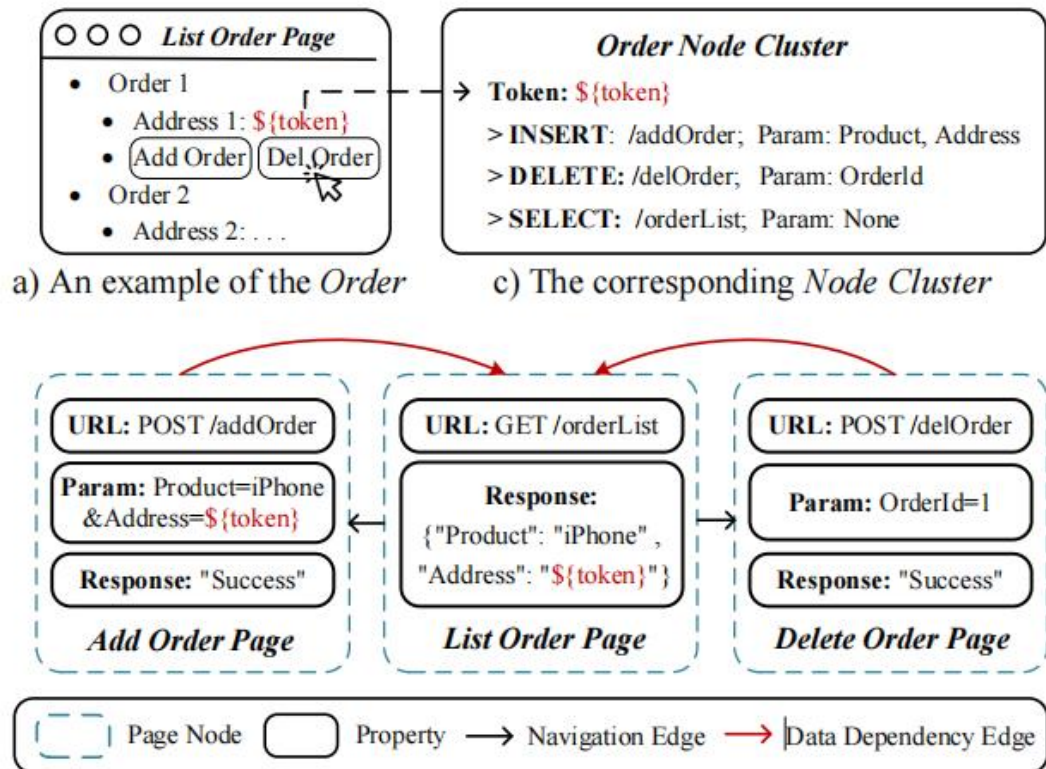 List Order Page
• Order 1
• Address 1: ${token}
• Add Order Del Order
• Order 2
• Address 2: . . .
a) An example of the Order
Order Node Cluster
Token: ${token}
> INSERT: /addOrder; Param: Product, Address
> DELETE: /delOrder; Param: OrderId
> SELECT: /orderList; Param: None
c) The corresponding Node Cluster
URL: POST /addOrder
Param: Product=iPhone
&Address=${token}
Response: "Success"
Add Order Page
URL: GET /orderList
Response:
{"Product": "iPhone" ,
"Address": "${token}"}
List Order Page
URL: POST /delOrder
Param: OrderId=1
Response: "Success"
Delete Order Page
Page Node Property Navigation Edge Data Dependency Edge